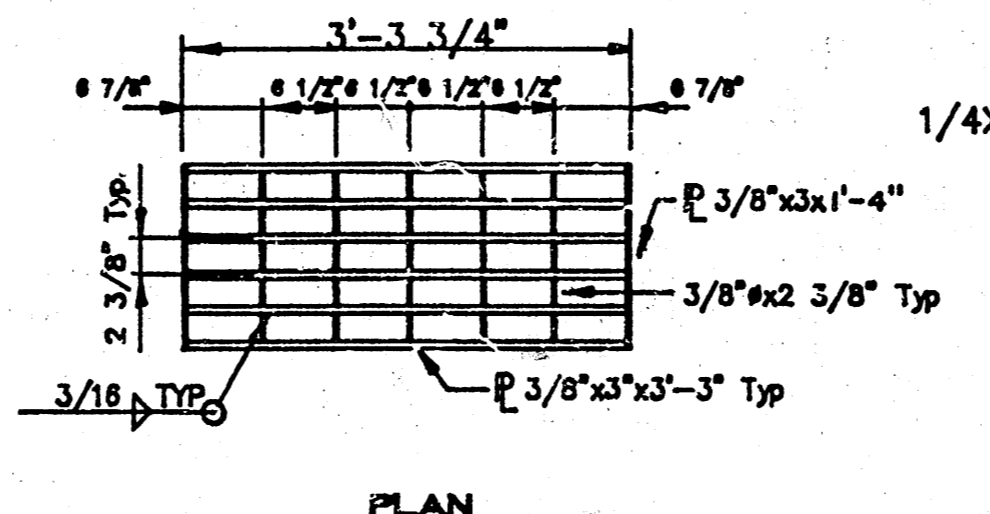 3'-3 3/4"
6 7/8" 6 1/2" 6 1/2" 6 1/2" 6 1/2" 6 7/8"
1/4X
2 3/8" Typ.
PL 3/8"x3x1'-4"
3/8"øx2 3/8" Typ
PL 3/8"x3"x3'-3" Typ
3/16 TYP
PLAN